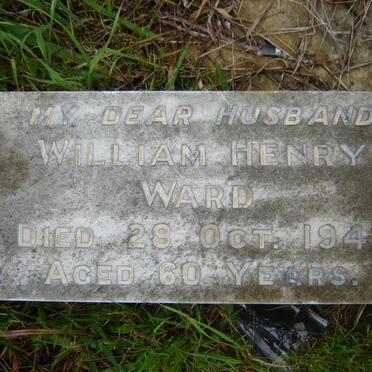 MY DEAR HUSBAND
WILLIAM HENRY
WARD
DIED 28 OCT. 194
AGED 60 YEARS.